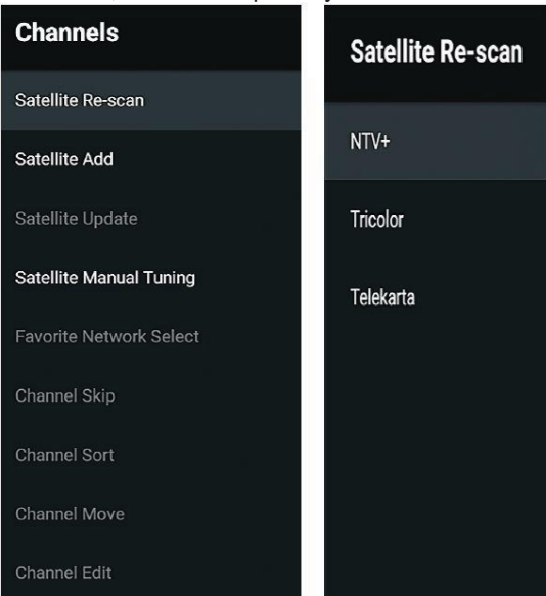 Channels
Satellite Re-scan
Satellite Add
Satellite Update
Satellite Manual Tuning
Favorite Network Select
Channel Skip
Channel Sort
Channel Move
Channel Edit
Satellite Re-scan
NTV+
Tricolor
Telekarta